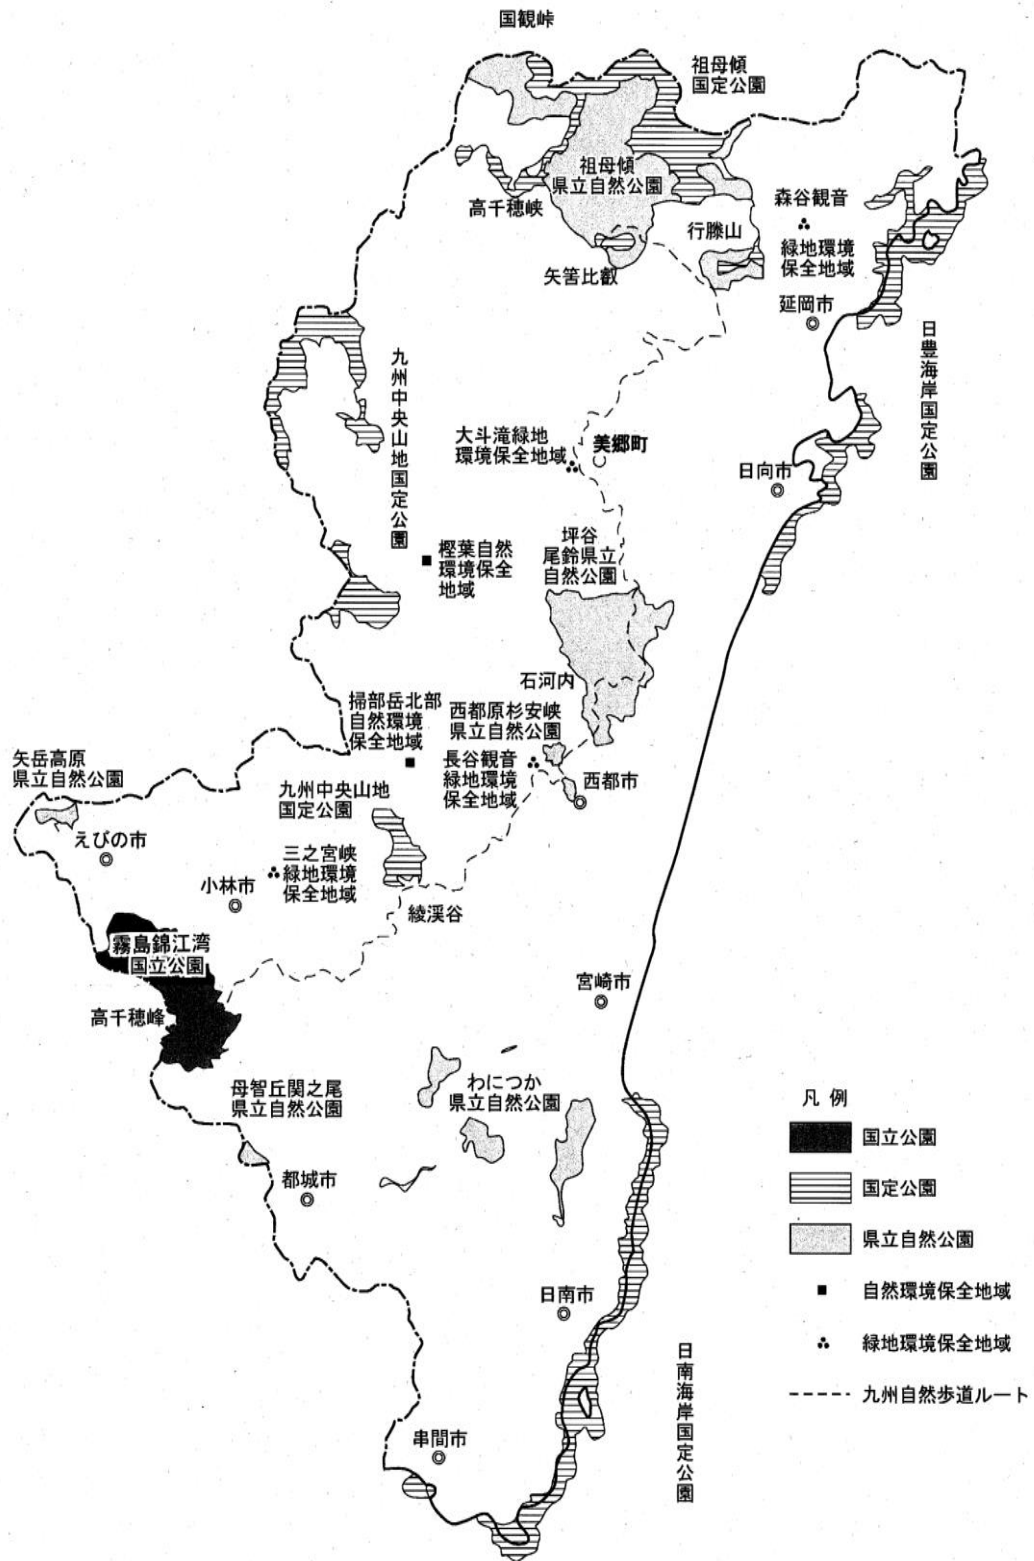 国観峠
祖母傾
国定公園
祖母傾
県立自然公園
高千穂峡
森谷観音
緑地環境
保全地域
行縢山
矢筈比叡
延岡市
日豊海岸国定公園
九州中央山地国定公園
大斗滝緑地
環境保全地域
美郷町
日向市
樫葉自然
環境保全
地域
坪谷
尾鈴県立
自然公園
石河内
掃部岳北部
自然環境
保全地域
西都原杉安峡
県立自然公園
長谷観音
緑地環境
保全地域
西都市
矢岳高原
県立自然公園
えびの市
九州中央山地
国定公園
三之宮峡
緑地環境
保全地域
小林市
綾渓谷
霧島錦江湾
国立公園
高千穂峰
宮崎市
母智丘関之尾
県立自然公園
わにつか
県立自然公園
都城市
日南市
日南海岸国定公園
串間市
凡例
国立公園
国定公園
県立自然公園
自然環境保全地域
緑地環境保全地域
九州自然歩道ルート